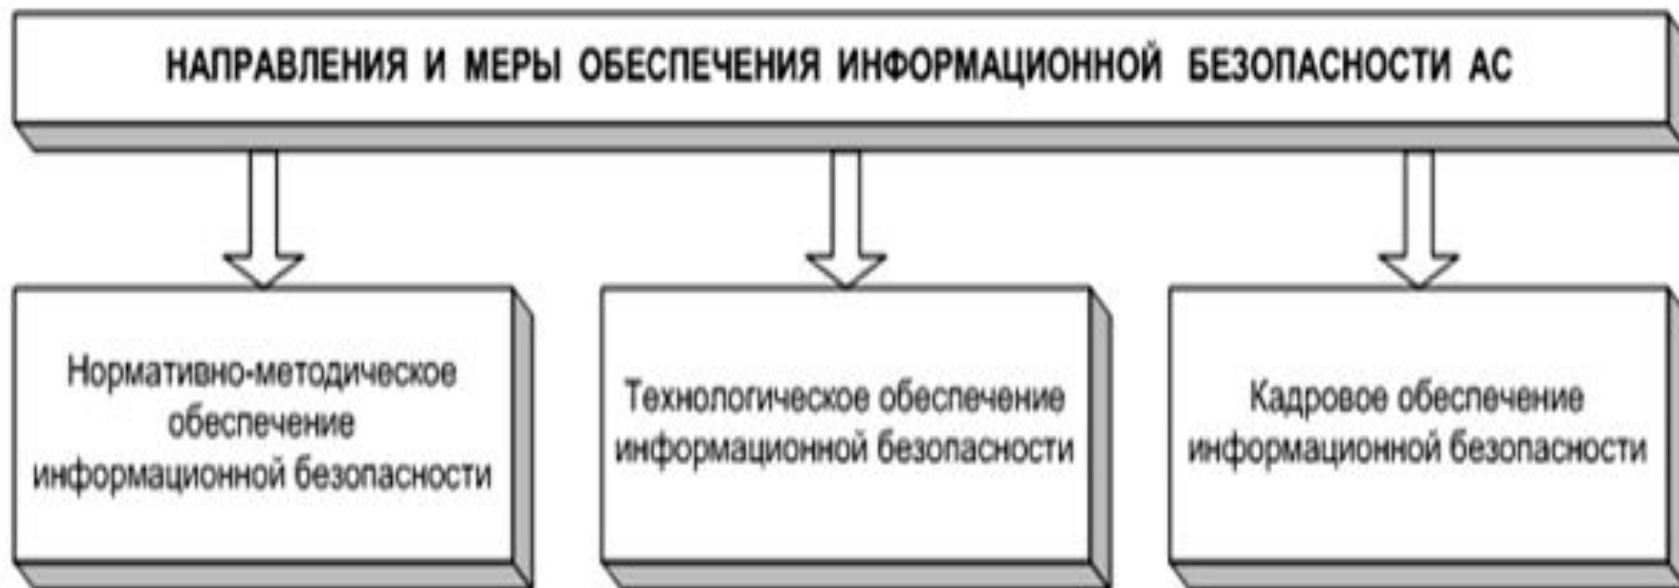 НАПРАВЛЕНИЯ И МЕРЫ ОБЕСПЕЧЕНИЯ ИНФОРМАЦИОННОЙ БЕЗОПАСНОСТИ АС
Нормативно-методическое
обеспечение
информационной безопасности
Технологическое обеспечение
информационной безопасности
Кадровое обеспечение
информационной безопасности